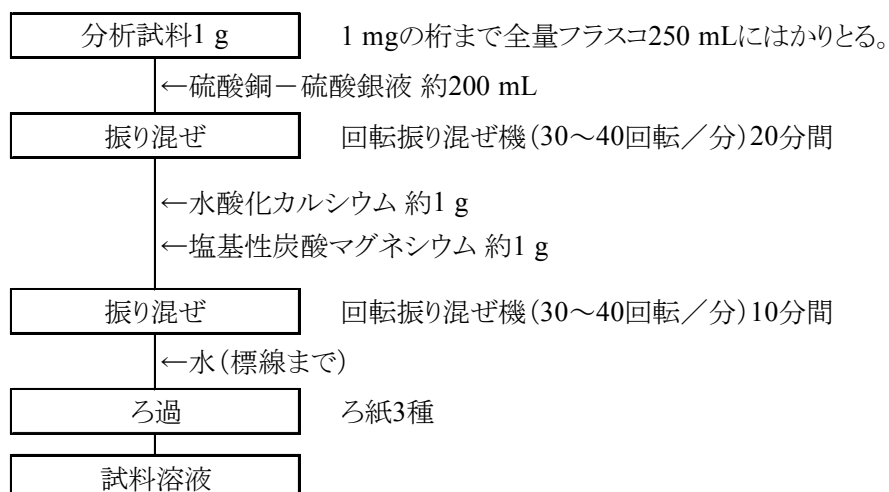 分析試料1 g 1 mgの桁まで全量フラスコ250 mLにはかりとる。
←硫酸銅－硫酸銀液 約200 mL
振り混ぜ 回転振り混ぜ機（30～40回転／分）20分間
←水酸化カルシウム 約1 g
←塩基性炭酸マグネシウム 約1 g
振り混ぜ 回転振り混ぜ機（30～40回転／分）10分間
←水（標線まで）
ろ過 ろ紙3種
試料溶液